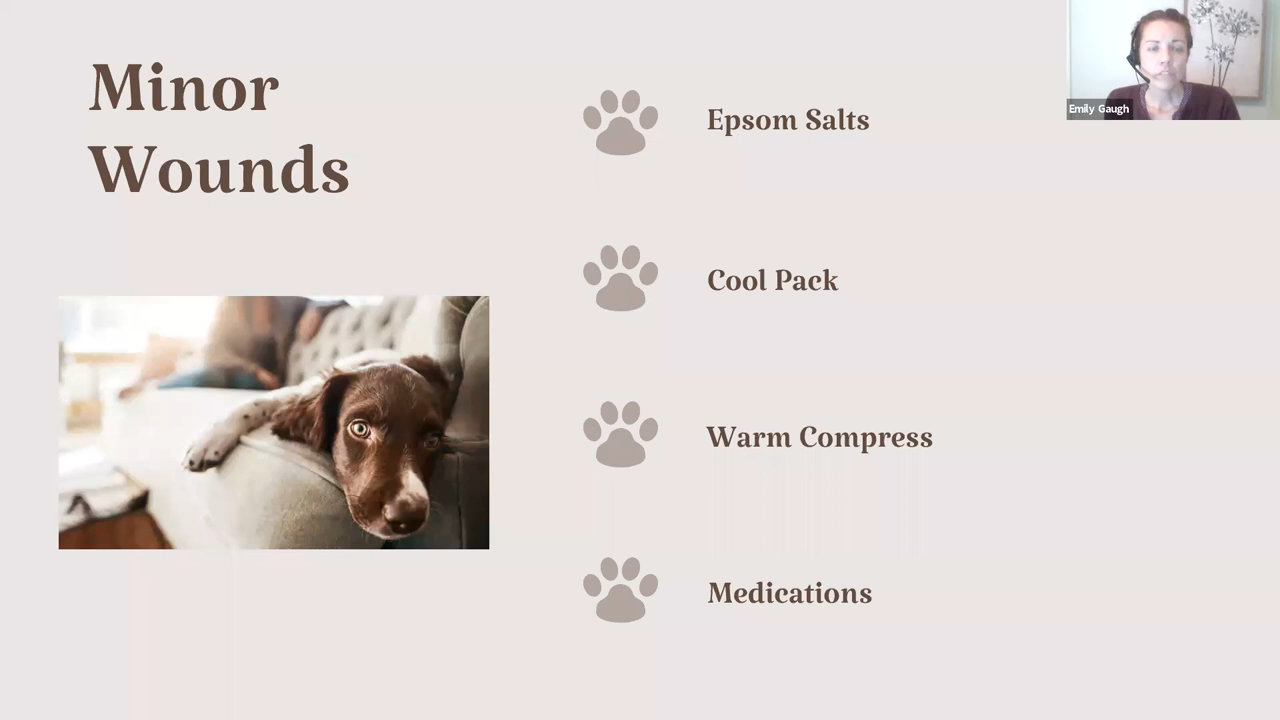 Minor
Wounds
Epsom Salts
Cool Pack
Warm Compress
Medications
Emily Gaugh